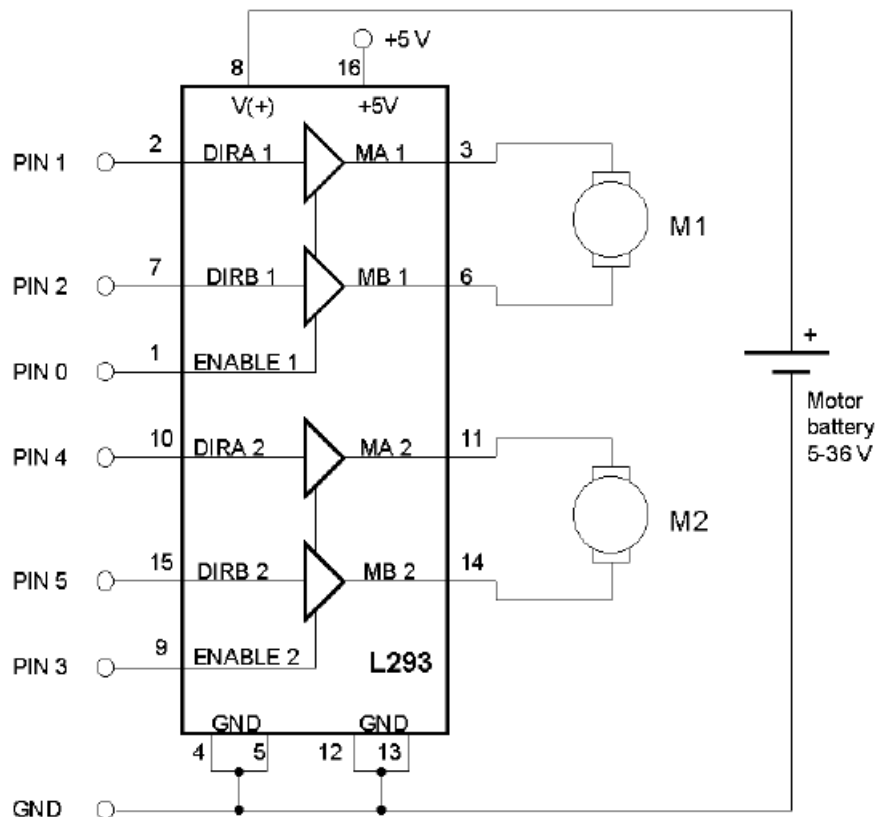 +5 V
8
16
V(+)
+5V
PIN 1
2
DIRA 1
MA 1
3
M1
PIN 2
7
DIRB 1
MB 1
6
PIN 0
1
ENABLE 1
+
Motor
battery
5-36 V
PIN 4
10
DIRA 2
MA 2
11
M2
PIN 5
15
DIRB 2
MB 2
14
PIN 3
9
ENABLE 2
L293
GND
GND
4
5
12
13
GND